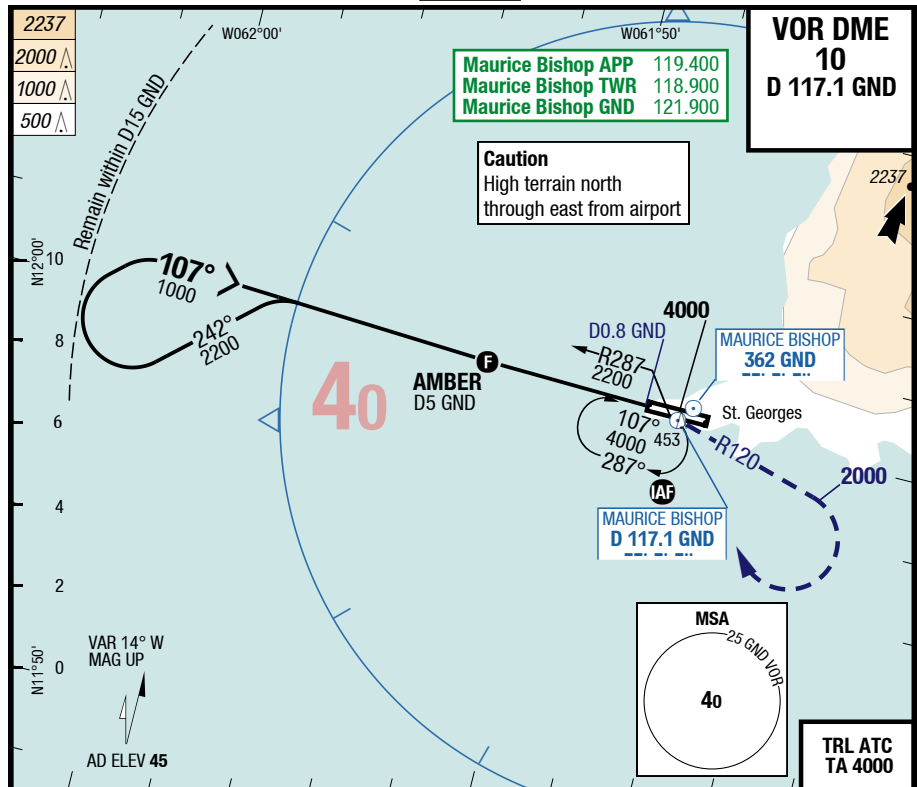 2237
2000
1000
500
W062°00'
W061°50'
Maurice Bishop APP 119.400
Maurice Bishop TWR 118.900
Maurice Bishop GND 121.900
VOR DME
10
D 117.1 GND
Caution
High terrain north
through east from airport
Remain within D15 GND
2237
N12°00'
10
107°
1000
242°
2200
8
D0.8 GND
4000
MAURICE BISHOP
362 GND
R287
2200
F
AMBER
D5 GND
40
6
St. Georges
107°
4000
453
287°
R120
2000
IAF
4
MAURICE BISHOP
D 117.1 GND
2
MSA
25 GND VOR
40
VAR 14° W
MAG UP
N11°50'
0
AD ELEV 45
TRL ATC
TA 4000